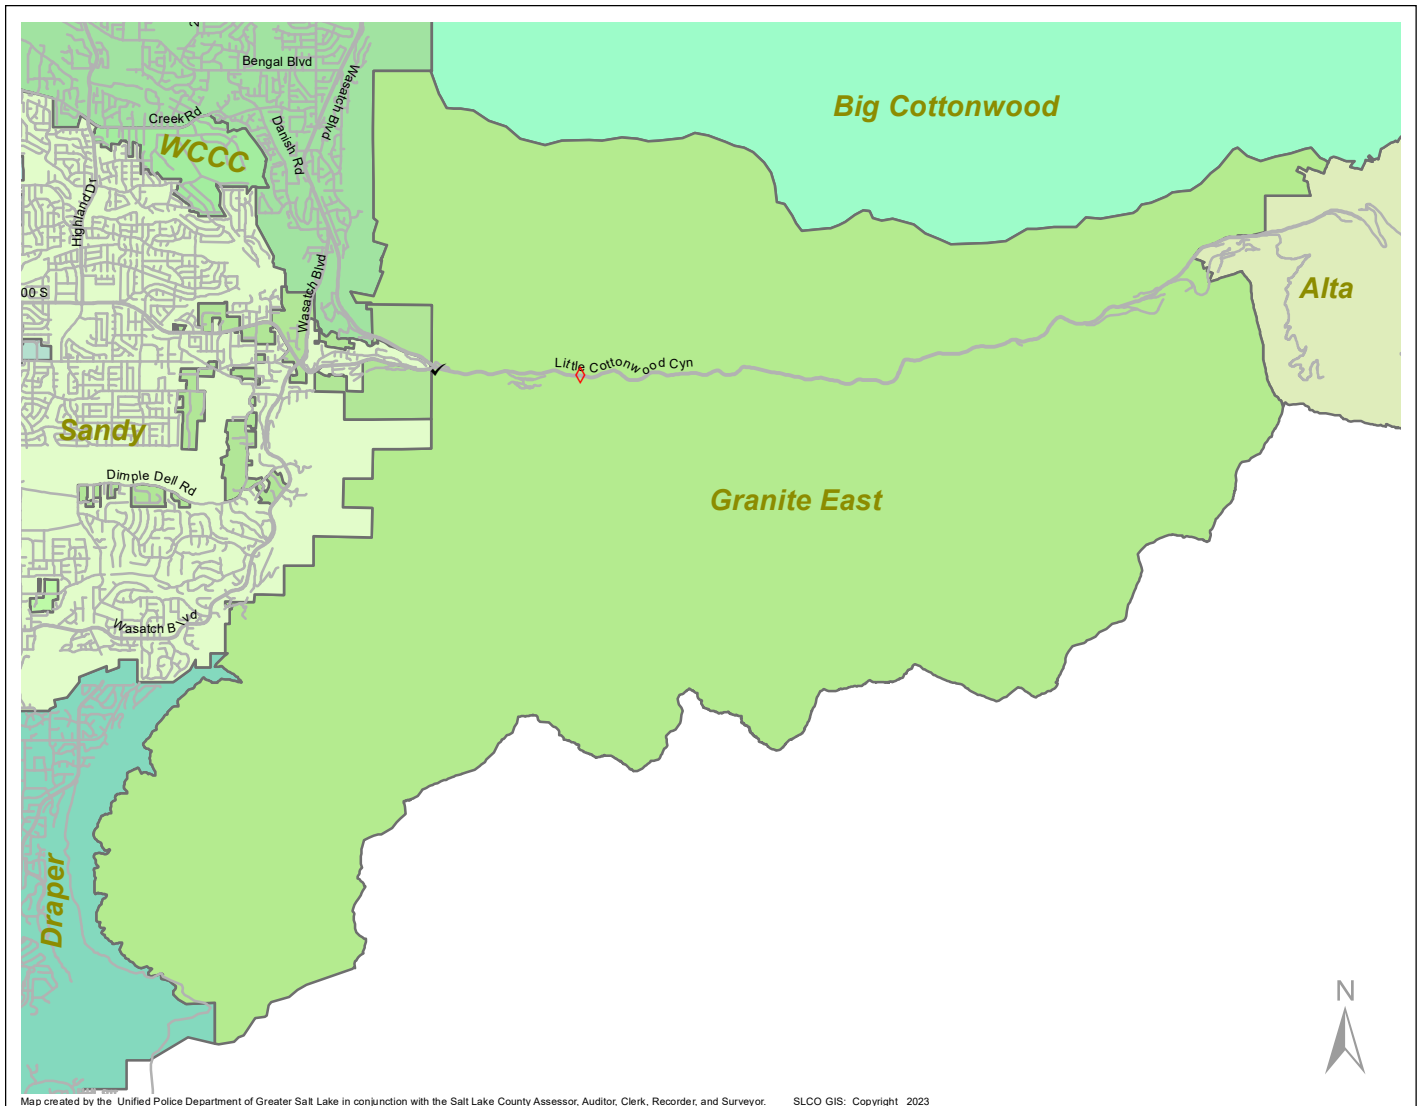 Bengal Blvd
Wasatch Blvd
Big Cottonwood
Creek Rd
Danish Rd
WCCC
Highland Dr
Wasatch Blvd
00 S
Alta
Little Cottonwood Cyn
Sandy
Dimple Dell Rd
Granite East
Wasatch Blvd
Draper
N
Map created by the Unified Police Department of Greater Salt Lake in conjunction with the Salt Lake County Assessor, Auditor, Clerk, Recorder, and Surveyor. SLCO GIS: Copyright 2023